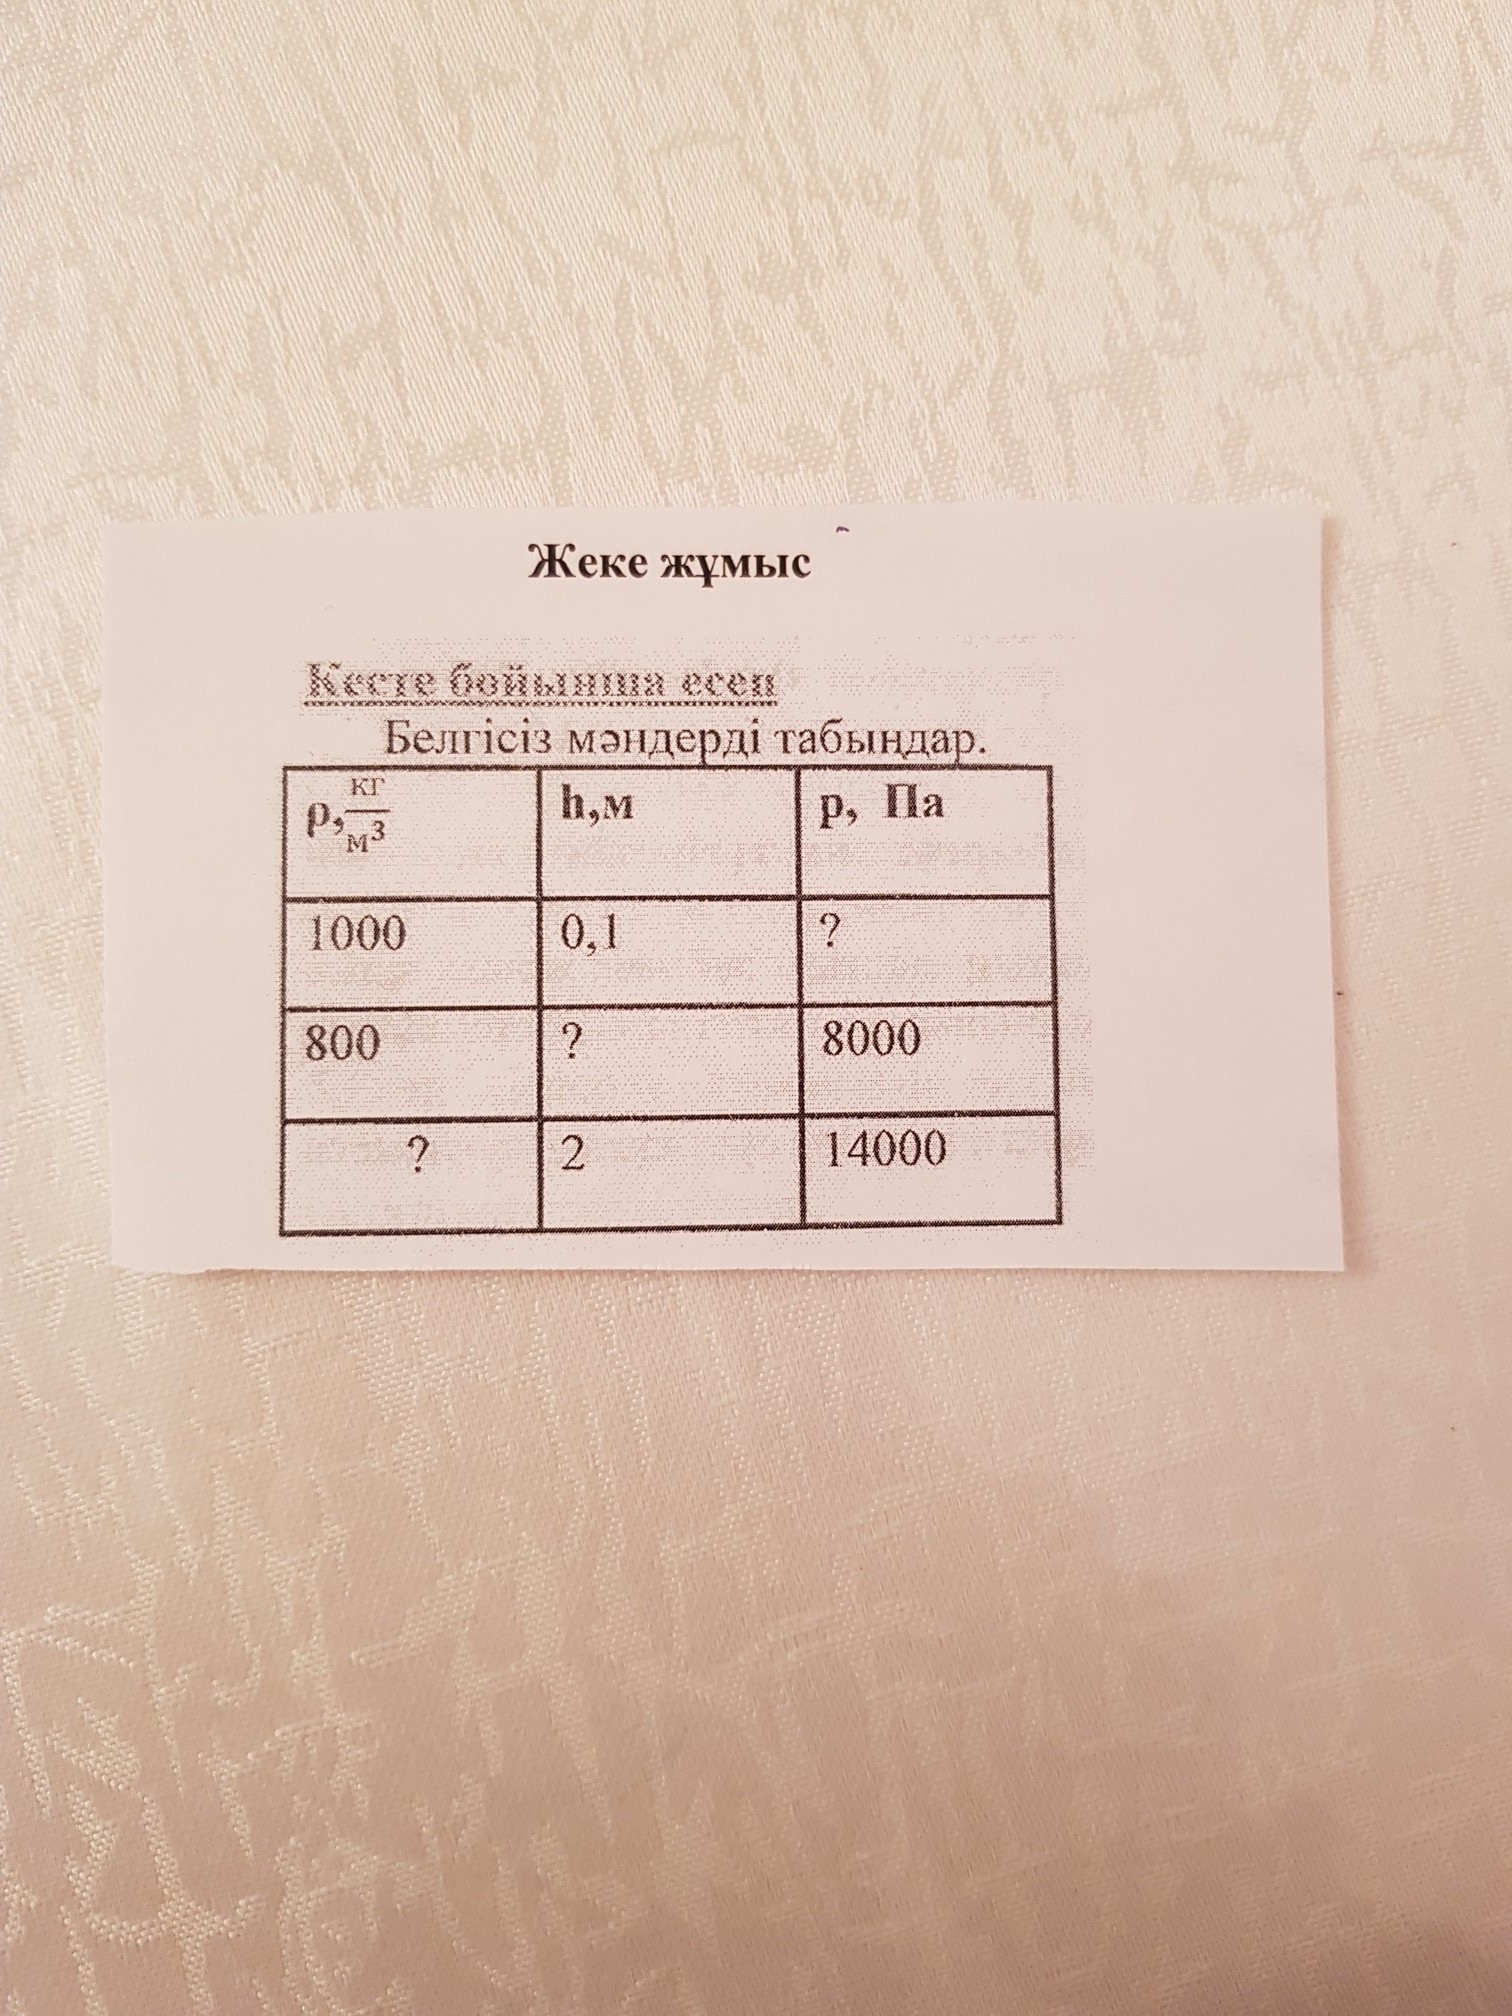 Жеке жұмыс
Кесте бойынша есеп
Белгісіз мәндерді табыңдар.
ρ, кг/м³ h,м p, Па
1000 0,1 ?
800 ? 8000
? 2 14000